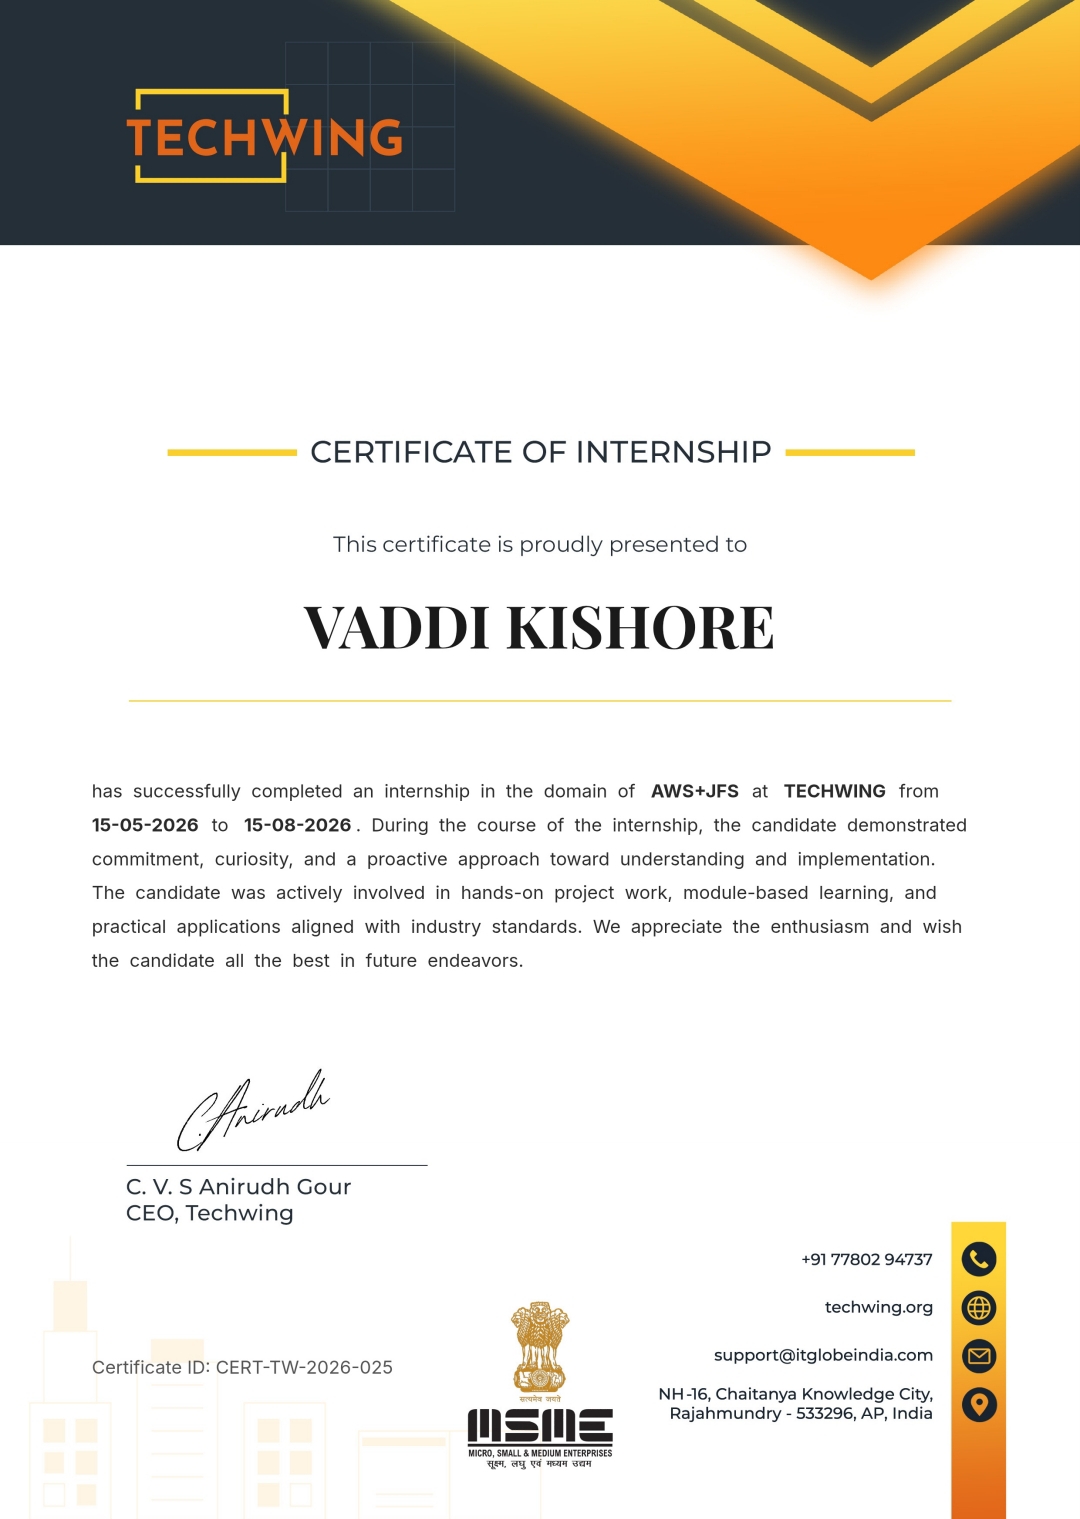 TECHWING
CERTIFICATE OF INTERNSHIP
This certificate is proudly presented to
VADDI KISHORE
has successfully completed an internship in the domain of AWS+JFS at TECHWING from
15-05-2026 to 15-08-2026. During the course of the internship, the candidate demonstrated
commitment, curiosity, and a proactive approach toward understanding and implementation.
The candidate was actively involved in hands-on project work, module-based learning, and
practical applications aligned with industry standards. We appreciate the enthusiasm and wish
the candidate all the best in future endeavors.
C.Anirudh
C. V. S Anirudh Gour
CEO, Techwing
+91 77802 94737
techwing.org
support@itglobeindia.com
NH-16, Chaitanya Knowledge City,
Rajahmundry - 533296, AP, India
Certificate ID: CERT-TW-2026-025
सत्यमेव जयते
MSME
MICRO, SMALL & MEDIUM ENTERPRISES
सूक्ष्म, लघु एवं मध्यम उद्यम